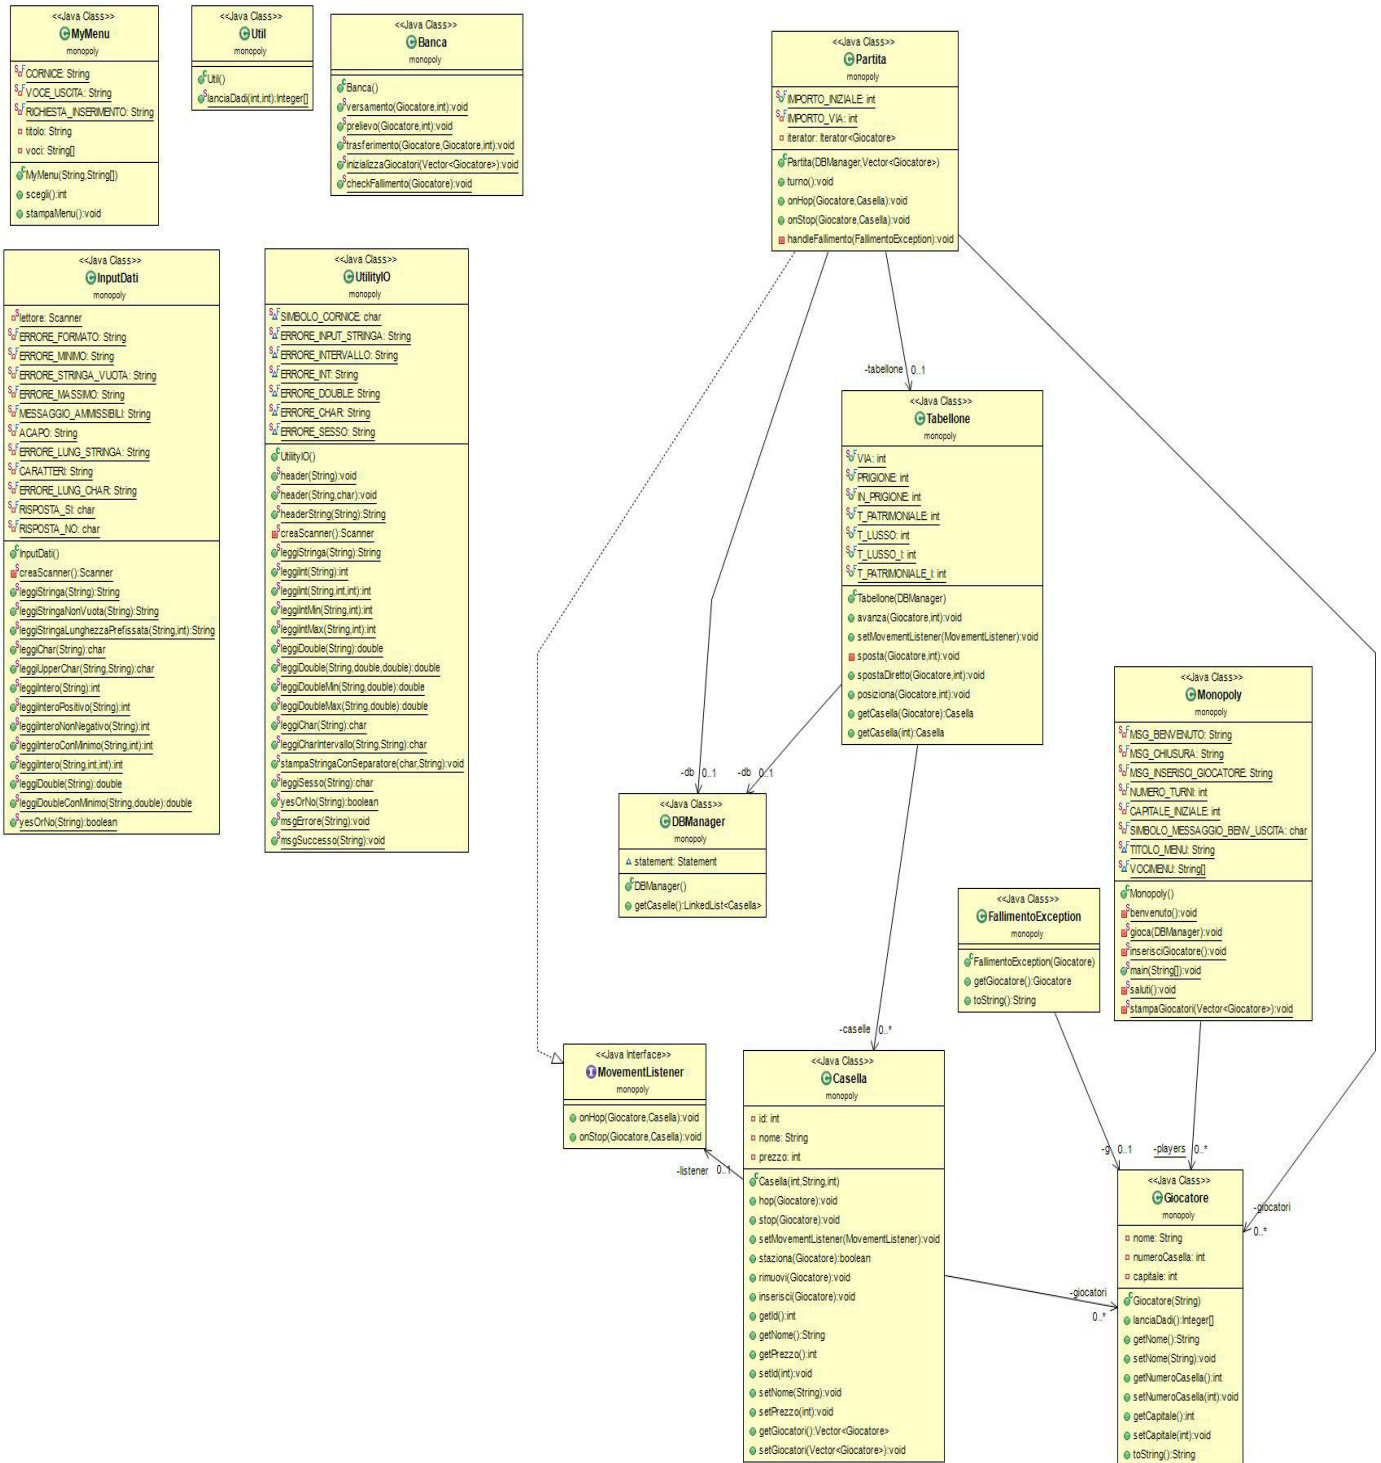 <<Java Class>>
MyMenu
monopoly
CORNICE: String
VOCE_USCITA: String
RICHIESTA_INSERIMENTO: String
titolo: String
voci: String[]
MyMenu(String,String[])
scegli():int
stampaMenu():void
<<Java Class>>
Util
monopoly
Util()
lanciaDadi(int,int):Integer[]
<<Java Class>>
Banca
monopoly
Banca()
versamento(Giocatore,int):void
prelievo(Giocatore,int):void
trasferimento(Giocatore,Giocatore,int):void
inizializzaGiocatori(Vector<Giocatore>):void
checkFallimento(Giocatore):void
<<Java Class>>
Partita
monopoly
IMPORTO_INIZIALE: int
IMPORTO_VIA: int
iterator: Iterator<Giocatore>
Partita(DBManager,Vector<Giocatore>)
turno():void
onHop(Giocatore,Casella):void
onStop(Giocatore,Casella):void
handleFallimento(FallimentoException):void
<<Java Class>>
InputDati
monopoly
lettore: Scanner
ERRORE_FORMATO: String
ERRORE_MINIMO: String
ERRORE_STRINGA_VUOTA: String
ERRORE_MASSIMO: String
MESSAGGIO_AMMISSIBILI: String
ACAPO: String
ERRORE_LUNG_STRINGA: String
CARATTERI: String
ERRORE_LUNG_CHAR: String
RISPOSTA_SI: char
RISPOSTA_NO: char
InputDati()
creaScanner():Scanner
leggiStringa(String):String
leggiStringaNonVuota(String):String
leggiStringaLunghezzaPrefissata(String,int):String
leggiChar(String):char
leggiUpperChar(String,String):char
leggiIntero(String):int
leggiInteroPositivo(String):int
leggiInteroNonNegativo(String):int
leggiInteroConMinimo(String,int):int
leggiIntero(String,int,int):int
leggiDouble(String):double
leggiDoubleConMinimo(String,double):double
yesOrNo(String):boolean
<<Java Class>>
UtilityIO
monopoly
SIMBOLO_CORNICE: char
ERRORE_INPUT_STRINGA: String
ERRORE_INTERVALLO: String
ERRORE_INT: String
ERRORE_DOUBLE: String
ERRORE_CHAR: String
ERRORE_SESSO: String
UtilityIO()
header(String):void
header(String,char):void
headerString(String):String
creaScanner():Scanner
leggiStringa(String):String
leggiInt(String):int
leggiInt(String,int,int):int
leggiIntMin(String,int):int
leggiIntMax(String,int):int
leggiDouble(String):double
leggiDouble(String,double,double):double
leggiDoubleMin(String,double):double
leggiDoubleMax(String,double):double
leggiChar(String):char
leggiCharIntervallo(String,String):char
stampaStringaConSeparatore(char,String):void
leggiSesso(String):char
yesOrNo(String):boolean
msgErrore(String):void
msgSuccesso(String):void
-tabellone 0..1
<<Java Class>>
Tabellone
monopoly
VIA: int
PRIGIONE: int
IN_PRIGIONE: int
T_PATRIMONIALE: int
T_LUSSO: int
T_LUSSO_I: int
T_PATRIMONIALE_I: int
Tabellone(DBManager)
avanza(Giocatore,int):void
setMovementListener(MovementListener):void
sposta(Giocatore,int):void
spostaDiretto(Giocatore,int):void
posiziona(Giocatore,int):void
getCasella(Giocatore):Casella
getCasella(int):Casella
<<Java Class>>
Monopoly
monopoly
MSG_BENVENUTO: String
MSG_CHIUSURA: String
MSG_INSERISCI_GIOCATORE: String
NUMERO_TURNI: int
CAPITALE_INIZIALE: int
SIMBOLO_MESSAGGIO_BENV_USCITA: char
TITOLO_MENU: String
VOCIMENU: String[]
Monopoly()
benvenuto():void
gioca(DBManager):void
inserisciGiocatore():void
main(String[]):void
saluti():void
stampaGiocatori(Vector<Giocatore>):void
-db 0..1
-db 0..1
<<Java Class>>
DBManager
monopoly
statement: Statement
DBManager()
getCaselle():LinkedList<Casella>
<<Java Class>>
FallimentoException
monopoly
FallimentoException(Giocatore)
getGiocatore():Giocatore
toString():String
-caselle 0..*
<<Java Interface>>
MovementListener
monopoly
onHop(Giocatore,Casella):void
onStop(Giocatore,Casella):void
-listener 0..1
<<Java Class>>
Casella
monopoly
id: int
nome: String
prezzo: int
Casella(int,String,int)
hop(Giocatore):void
stop(Giocatore):void
setMovementListener(MovementListener):void
staziona(Giocatore):boolean
rimuovi(Giocatore):void
inserisci(Giocatore):void
getId():int
getNome():String
getPrezzo():int
setId(int):void
setNome(String):void
setPrezzo(int):void
getGiocatori():Vector<Giocatore>
setGiocatori(Vector<Giocatore>):void
-g 0..1
-players 0..*
-giocatori
0..*
-giocatori
0..*
<<Java Class>>
Giocatore
monopoly
nome: String
numeroCasella: int
capitale: int
Giocatore(String)
lanciaDadi():Integer[]
getNome():String
setNome(String):void
getNumeroCasella():int
setNumeroCasella(int):void
getCapitale():int
setCapitale(int):void
toString():String